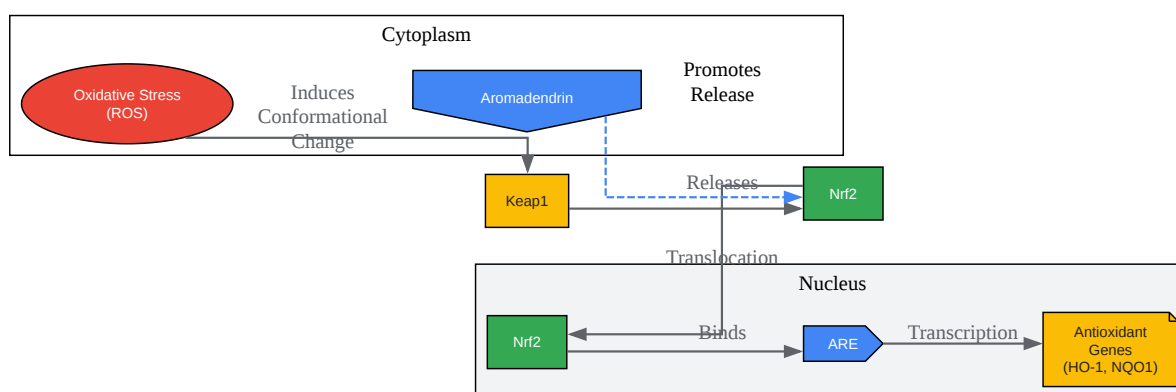 Cytoplasm
Oxidative Stress
(ROS)
Induces
Conformational
Change
Aromadendrin
Promotes
Release
Keap1
Releases
Nrf2
Translocation
Nucleus
Nrf2
Binds
ARE
Transcription
Antioxidant
Genes
(HO-1, NQO1)